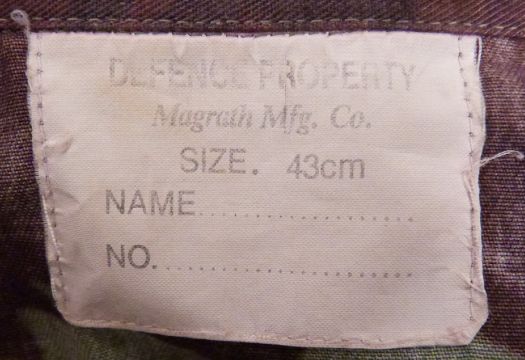 DEFENCE PROPERTY
Magrath Mfg. Co.
SIZE. 43cm
NAME......................
NO..........................